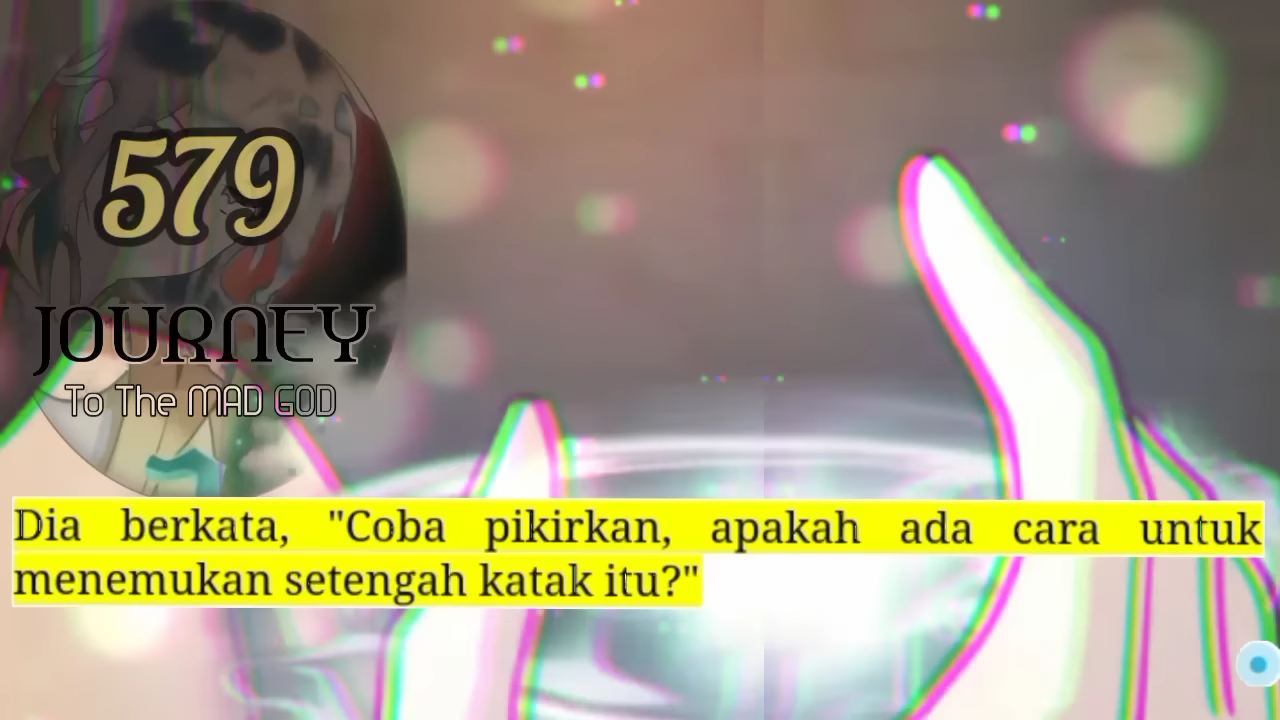 579
JOURNEY
To The MAD GOD
Dia berkata, "Coba pikirkan, apakah ada cara untuk
menemukan setengah katak itu?"